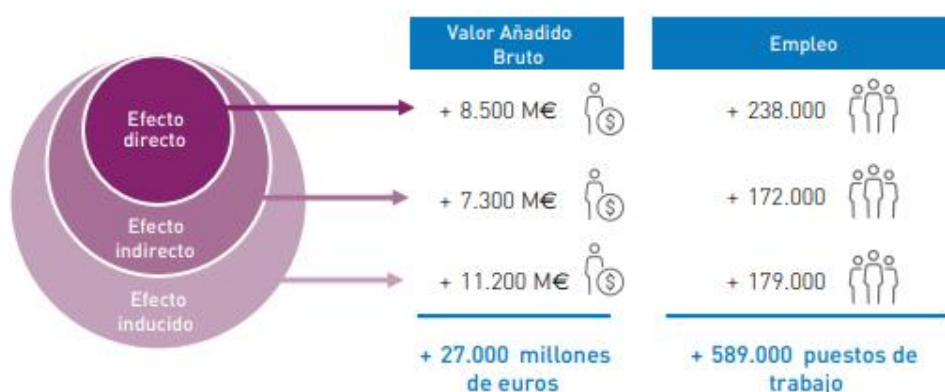 Valor Añadido
Bruto
Empleo
Efecto
directo
+ 8.500 M€
$
+ 238.000
Efecto
indirecto
+ 7.300 M€
$
+ 172.000
Efecto
inducido
+ 11.200 M€
$
+ 179.000
+ 27.000 millones
de euros
+ 589.000 puestos de
trabajo